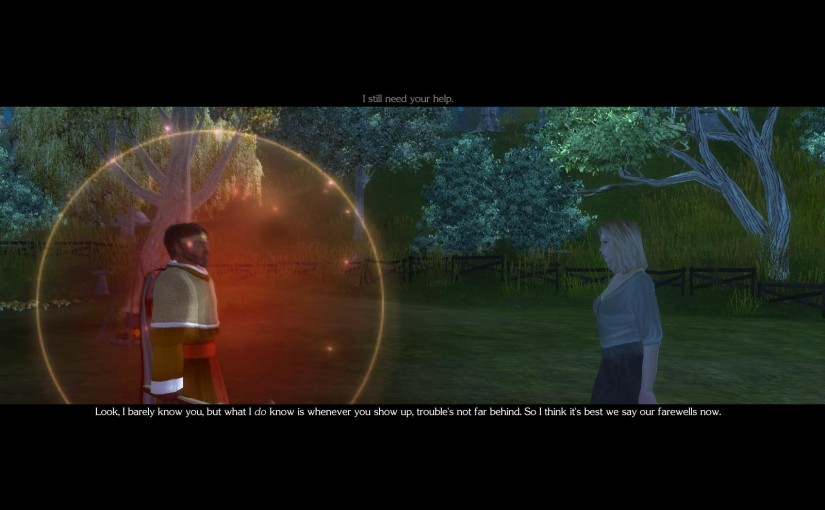 I still need your help.
Look, I barely know you, but what I do know is whenever you show up, trouble's not far behind. So I think it's best we say our farewells now.